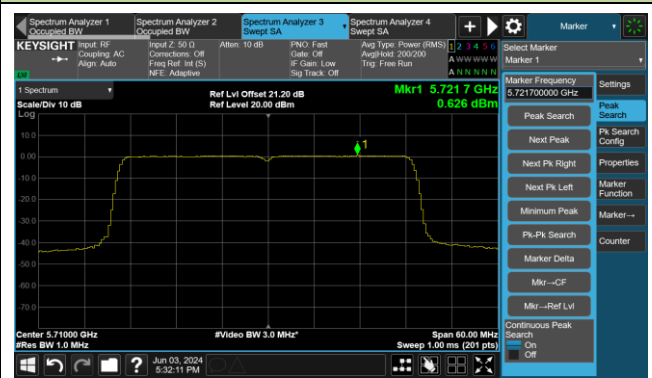 Spectrum Analyzer 1
Occupied BW
Spectrum Analyzer 2
Occupied BW
Spectrum Analyzer 3
Swept SA
Spectrum Analyzer 4
Swept SA
+
Marker
KEYSIGHT
Input: RF
Coupling: AC
Align: Auto
Input Z: 50 Ω
Corrections: Off
Freq Ref: Int (S)
NFE: Adaptive
Atten: 10 dB
PNO: Fast
Gate: Off
IF Gain: Low
Sig Track: Off
Avg Type: Power (RMS)
Avg|Hold: 200/200
Trig: Free Run
1 2 3 4 5 6
A W W W W W
A N N N N N
LXI
Select Marker
Marker 1
1 Spectrum
Scale/Div 10 dB
Log
Ref Lvl Offset 21.20 dB
Ref Level 20.00 dBm
Mkr1 5.721 7 GHz
0.626 dBm
10.0
0.00
-10.0
-20.0
-30.0
-40.0
-50.0
-60.0
-70.0
1
Center 5.71000 GHz
#Res BW 1.0 MHz
#Video BW 3.0 MHz*
Span 60.00 MHz
Sweep 1.00 ms (201 pts)
Marker Frequency
5.721700000 GHz
Peak Search
Next Peak
Next Pk Right
Next Pk Left
Minimum Peak
Pk-Pk Search
Marker Delta
Mkr→CF
Mkr→Ref Lvl
Continuous Peak
Search
On
Off
Settings
Peak
Search
Pk Search
Config
Properties
Marker
Function
Marker→
Counter
?
Jun 03, 2024
5:32:11 PM